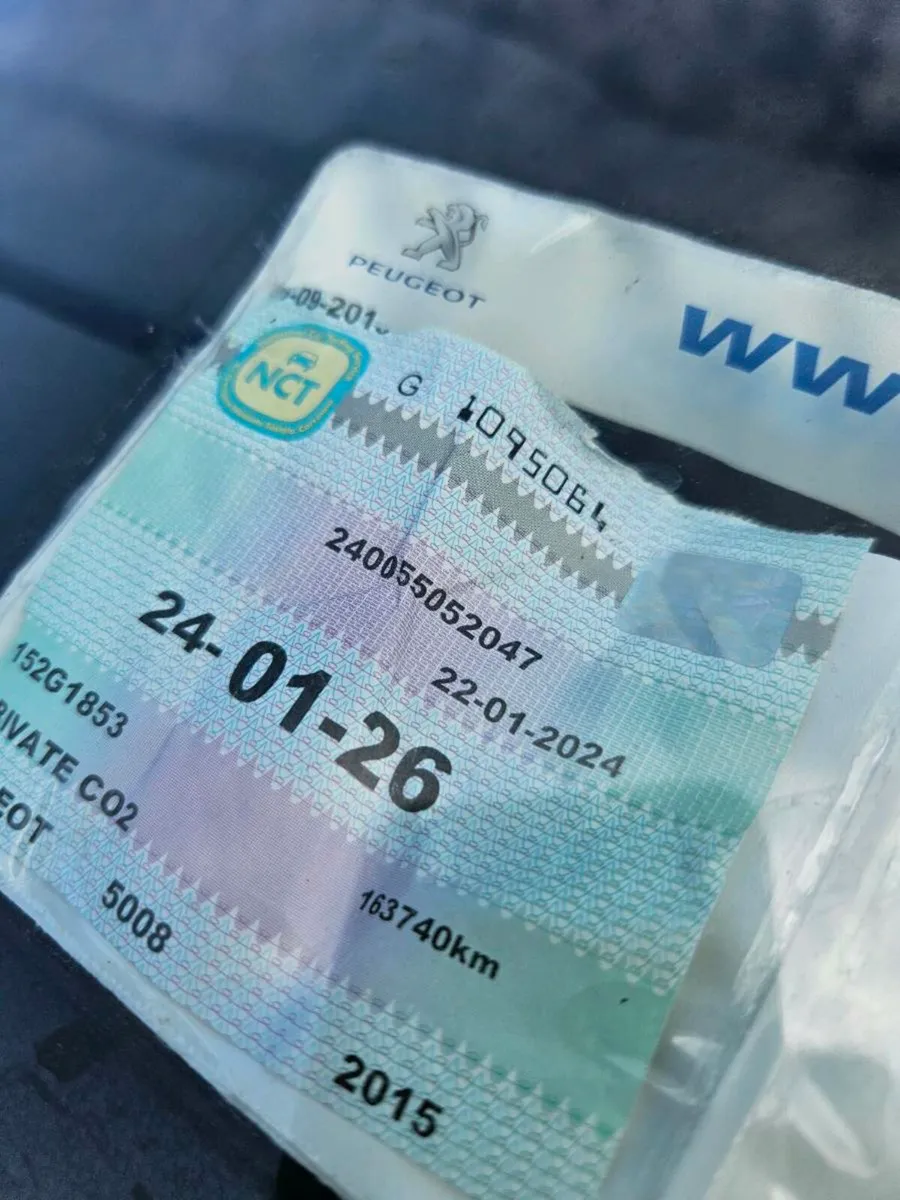 PEUGEOT
WW
-09-201
NCT
G 1095064
240055052047
22-01-2024
24-01-26
152G1853
RIVATE CO2
EOT
5008
163740km
2015